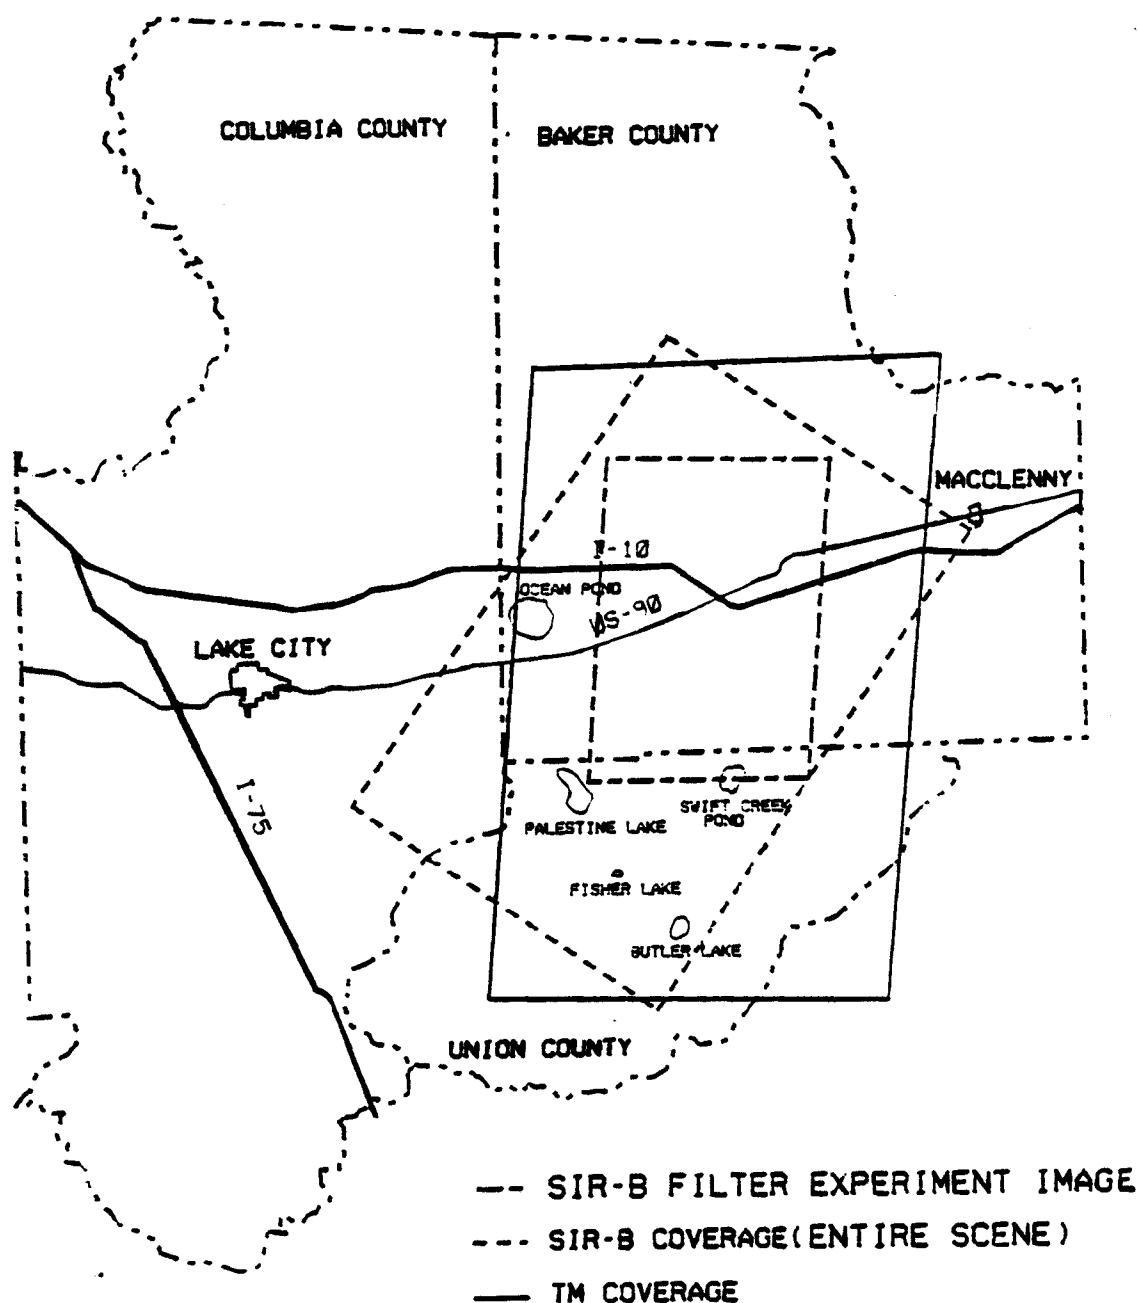 COLUMBIA COUNTY
BAKER COUNTY
MACCLENNY
I-10
OCEAN POND
US-90
LAKE CITY
I-75
SWIFT CREEK
POND
PALESTINE LAKE
FISHER LAKE
BUTLER LAKE
UNION COUNTY
SIR-B FILTER EXPERIMENT IMAGE
SIR-B COVERAGE(ENTIRE SCENE)
TM COVERAGE